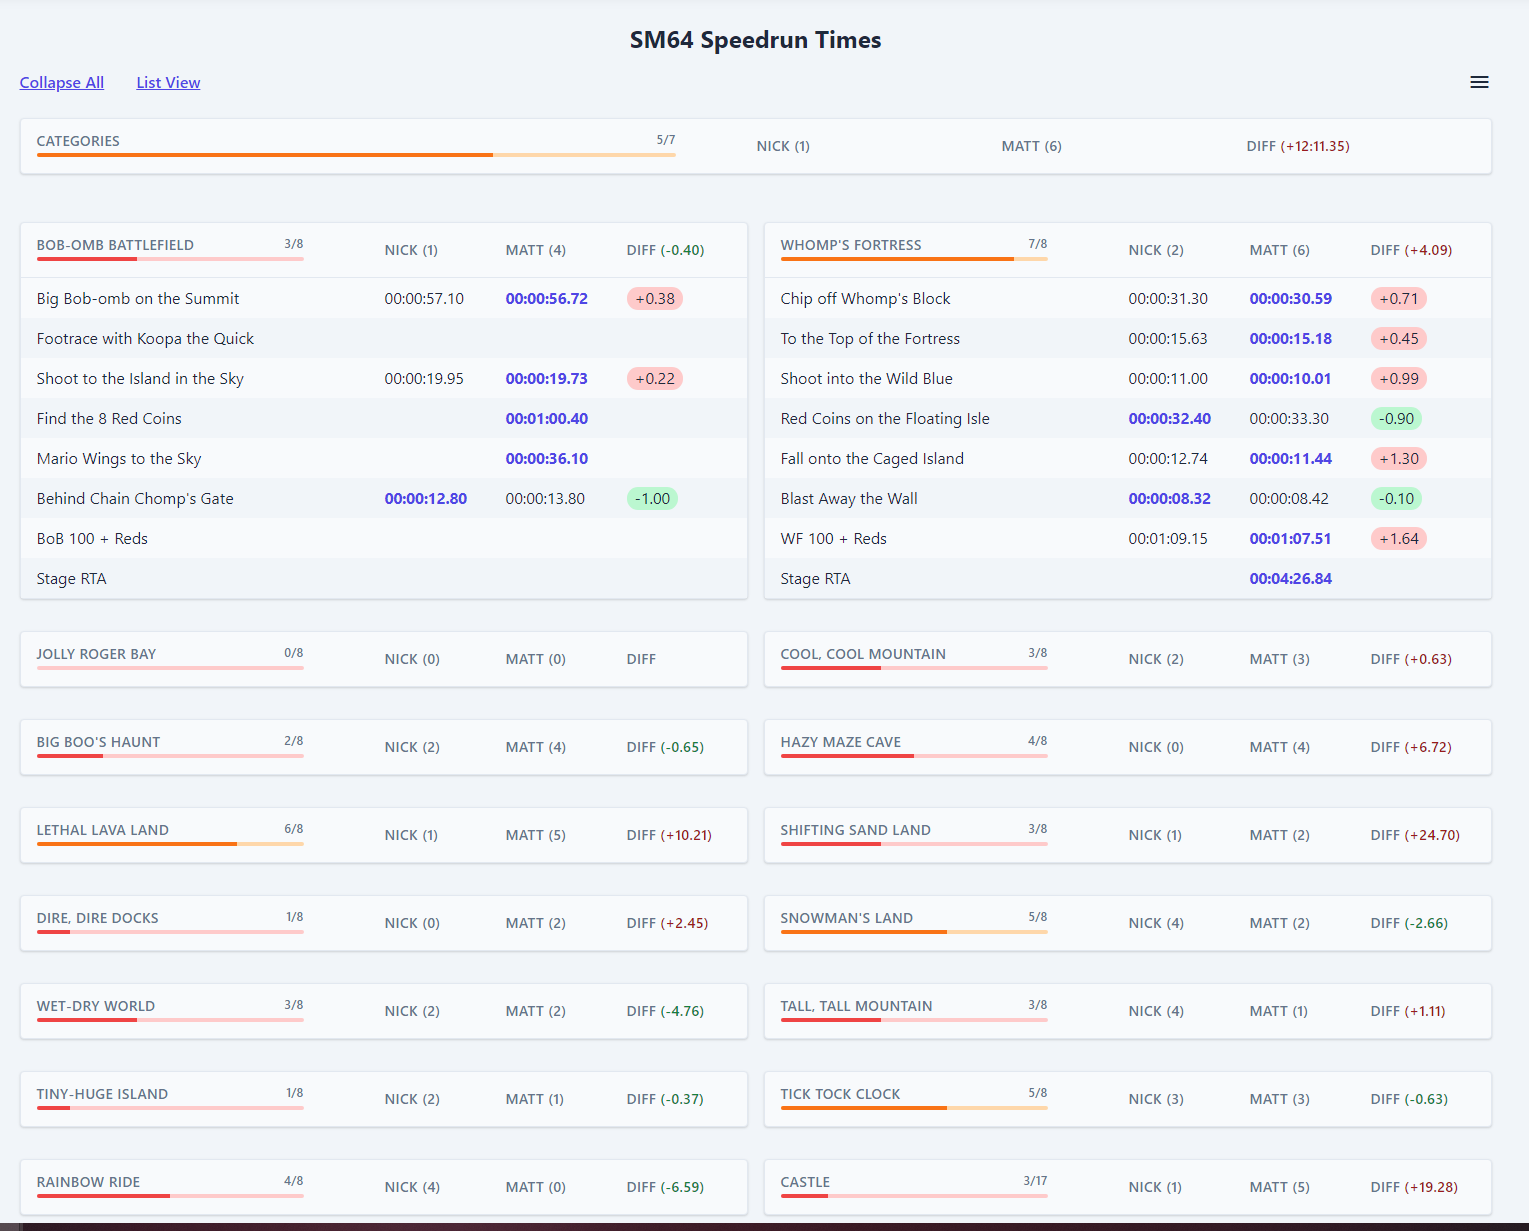 SM64 Speedrun Times
Collapse All List View
CATEGORIES 5/7 NICK (1) MATT (6) DIFF (+12:11.35)
BOB-OMB BATTLEFIELD 3/8 NICK (1) MATT (4) DIFF (-0.40)
Big Bob-omb on the Summit 00:00:57.10 00:00:56.72 +0.38
Footrace with Koopa the Quick
Shoot to the Island in the Sky 00:00:19.95 00:00:19.73 +0.22
Find the 8 Red Coins 00:01:00.40
Mario Wings to the Sky 00:00:36.10
Behind Chain Chomp's Gate 00:00:12.80 00:00:13.80 -1.00
BoB 100 + Reds
Stage RTA
WHOMP'S FORTRESS 7/8 NICK (2) MATT (6) DIFF (+4.09)
Chip off Whomp's Block 00:00:31.30 00:00:30.59 +0.71
To the Top of the Fortress 00:00:15.63 00:00:15.18 +0.45
Shoot into the Wild Blue 00:00:11.00 00:00:10.01 +0.99
Red Coins on the Floating Isle 00:00:32.40 00:00:33.30 -0.90
Fall onto the Caged Island 00:00:12.74 00:00:11.44 +1.30
Blast Away the Wall 00:00:08.32 00:00:08.42 -0.10
WF 100 + Reds 00:01:09.15 00:01:07.51 +1.64
Stage RTA 00:04:26.84
JOLLY ROGER BAY 0/8 NICK (0) MATT (0) DIFF
COOL, COOL MOUNTAIN 3/8 NICK (2) MATT (3) DIFF (+0.63)
BIG BOO'S HAUNT 2/8 NICK (2) MATT (4) DIFF (-0.65)
HAZY MAZE CAVE 4/8 NICK (0) MATT (4) DIFF (+6.72)
LETHAL LAVA LAND 6/8 NICK (1) MATT (5) DIFF (+10.21)
SHIFTING SAND LAND 3/8 NICK (1) MATT (2) DIFF (+24.70)
DIRE, DIRE DOCKS 1/8 NICK (0) MATT (2) DIFF (+2.45)
SNOWMAN'S LAND 5/8 NICK (4) MATT (2) DIFF (-2.66)
WET-DRY WORLD 3/8 NICK (2) MATT (2) DIFF (-4.76)
TALL, TALL MOUNTAIN 3/8 NICK (4) MATT (1) DIFF (+1.11)
TINY-HUGE ISLAND 1/8 NICK (2) MATT (1) DIFF (-0.37)
TICK TOCK CLOCK 5/8 NICK (3) MATT (3) DIFF (-0.63)
RAINBOW RIDE 4/8 NICK (4) MATT (0) DIFF (-6.59)
CASTLE 3/17 NICK (1) MATT (5) DIFF (+19.28)